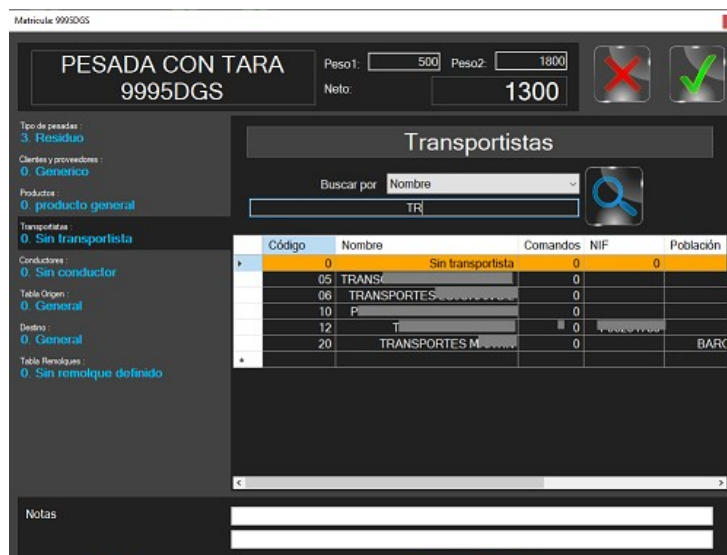 Matricula: 9995DGS
PESADA CON TARA
9995DGS
Peso1: 500 Peso2: 1800
Neto: 1300
Tipo de pesadas :
3. Residuo
Clientes y proveedores :
0. Generico
Productos :
0. producto general
Transportistas :
0. Sin transportista
Conductores :
0. Sin conductor
Tabla Origen :
0. General
Destino :
0. General
Tabla Remolques :
0. Sin remolque definido
Transportistas
Buscar por Nombre
TR
Código Nombre Comandos NIF Población
0 Sin transportista 0 0
05 0
06 TRANSPORTES 0
10 0
12 0
20 TRANSPORTES 0
Notas